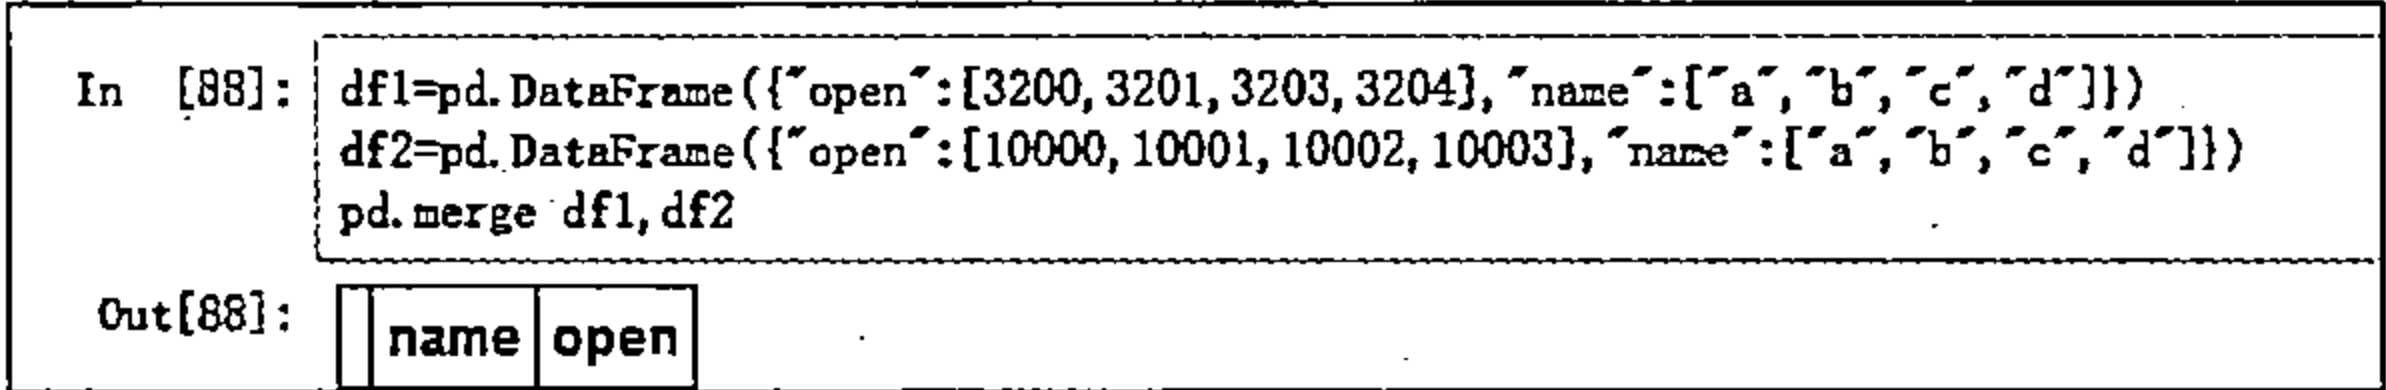 In [88]: df1=pd.DataFrame({"open":[3200,3201,3203,3204],"name":["a","b","c","d"]})
df2=pd.DataFrame({"open":[10000,10001,10002,10003],"name":["a","b","c","d"]})
pd.merge df1,df2
Out[88]: name open